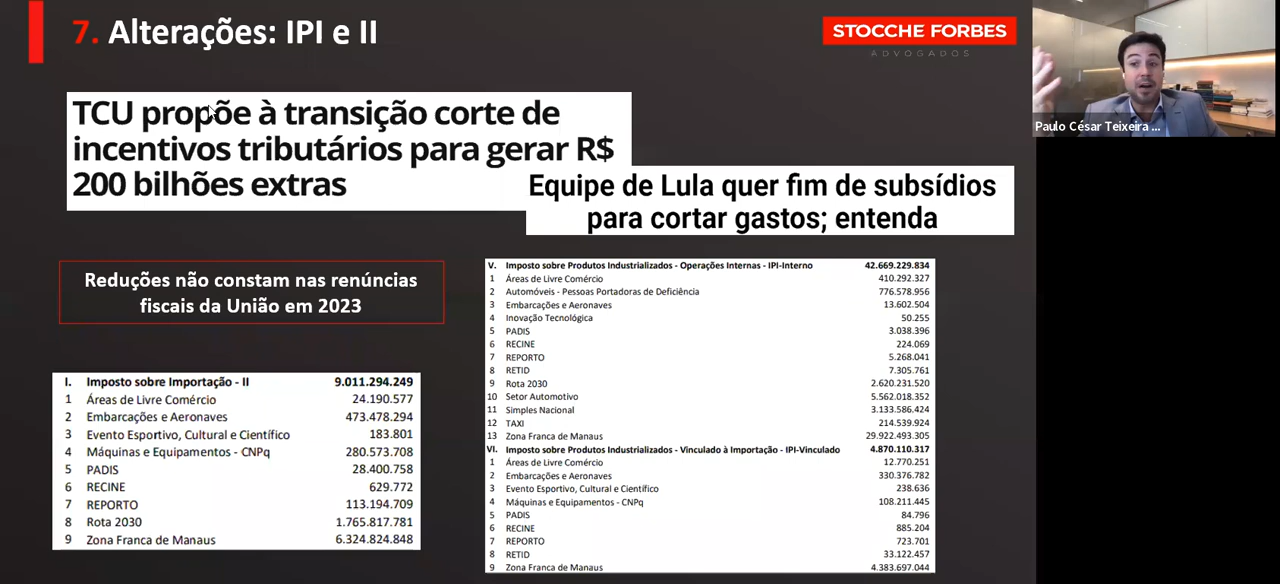 7. Alterações: IPI e II
STOCCHE FORBES
ADVOGADOS
Paulo César Teixeira ...
TCU propõe à transição corte de
incentivos tributários para gerar R$
200 bilhões extras
Equipe de Lula quer fim de subsídios
para cortar gastos; entenda
Reduções não constam nas renúncias
fiscais da União em 2023
I. Imposto sobre Importação - II 9.011.294.249
1 Áreas de Livre Comércio 24.190.577
2 Embarcações e Aeronaves 473.478.294
3 Evento Esportivo, Cultural e Científico 183.801
4 Máquinas e Equipamentos - CNPq 280.573.708
5 PADIS 28.400.758
6 RECINE 629.772
7 REPORTO 113.194.709
8 Rota 2030 1.765.817.781
9 Zona Franca de Manaus 6.324.824.848
V. Imposto sobre Produtos Industrializados - Operações Internas - IPI-Interno 42.669.229.834
1 Áreas de Livre Comércio 410.292.327
2 Automóveis - Pessoas Portadoras de Deficiência 776.578.956
3 Embarcações e Aeronaves 13.602.504
4 Inovação Tecnológica 50.255
5 PADIS 3.038.396
6 RECINE 224.069
7 REPORTO 5.268.041
8 RETID 7.305.761
9 Rota 2030 2.620.231.520
10 Setor Automotivo 5.562.018.352
11 Simples Nacional 3.133.586.424
12 TAXI 214.539.924
13 Zona Franca de Manaus 29.922.493.305
VI. Imposto sobre Produtos Industrializados - Vinculado à Importação - IPI-Vinculado 4.870.110.317
1 Áreas de Livre Comércio 12.770.251
2 Embarcações e Aeronaves 330.376.782
3 Evento Esportivo, Cultural e Científico 238.636
4 Máquinas e Equipamentos - CNPq 108.211.445
5 PADIS 84.796
6 RECINE 885.204
7 REPORTO 723.701
8 RETID 33.122.457
9 Zona Franca de Manaus 4.383.697.044